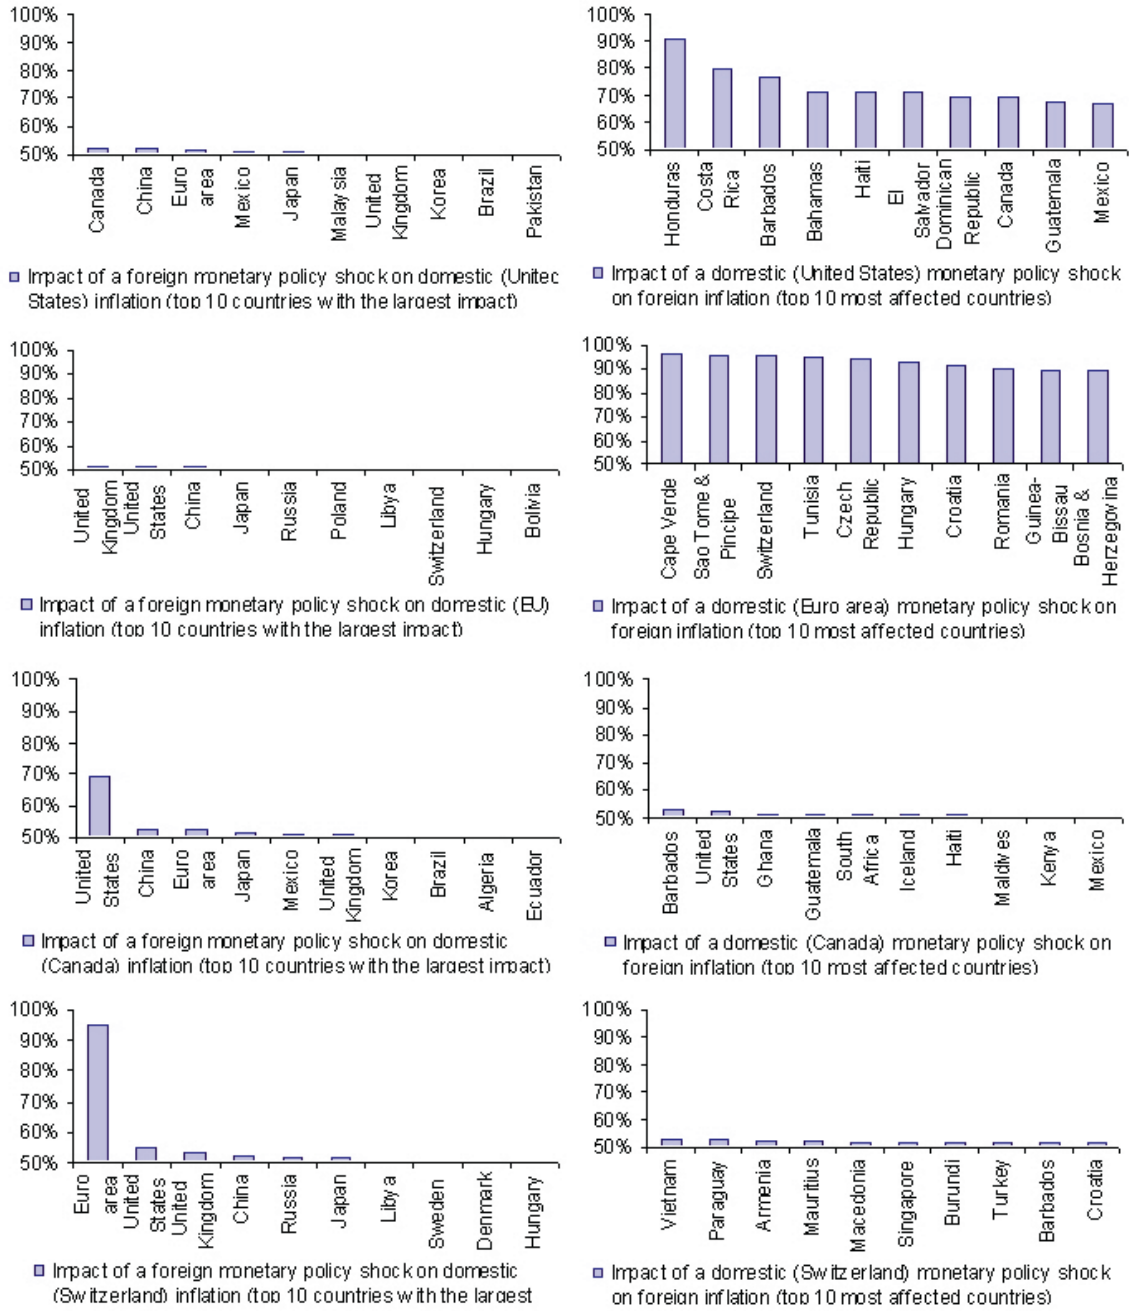 100%
90%
80%
70%
60%
50%
Canada
China
Euro
area
Mexico
Japan
Malaysia
United
Kingdom
Korea
Brazil
Pakistan
Impact of a foreign monetary policy shock on domestic (United
States) inflation (top 10 countries with the largest impact)
100%
90%
80%
70%
60%
50%
Honduras
Costa
Rica
Barbados
Bahamas
Haiti
El
Salvador
Dominican
Republic
Canada
Guatemala
Mexico
Impact of a domestic (United States) monetary policy shock
on foreign inflation (top 10 most affected countries)
100%
90%
80%
70%
60%
50%
United
Kingdom
United
States
China
Japan
Russia
Poland
Libya
Switzerland
Hungary
Bolivia
Impact of a foreign monetary policy shock on domestic (EU)
inflation (top 10 countries with the largest impact)
100%
90%
80%
70%
60%
50%
Cape Verde
Sao Tome &
Pincipe
Switzerland
Tunisia
Czech
Republic
Hungary
Croatia
Romania
Guinea-
Bissau
Bosnia &
Herzegovina
Impact of a domestic (Euro area) monetary policy shock on
foreign inflation (top 10 most affected countries)
100%
90%
80%
70%
60%
50%
United
States
China
Euro
area
Japan
Mexico
United
Kingdom
Korea
Brazil
Algeria
Ecuador
Impact of a foreign monetary policy shock on domestic
(Canada) inflation (top 10 countries with the largest impact)
100%
90%
80%
70%
60%
50%
Barbados
United
States
Ghana
Guatemala
South
Africa
Iceland
Haiti
Maldives
Kenya
Mexico
Impact of a domestic (Canada) monetary policy shock on
foreign inflation (top 10 most affected countries)
100%
90%
80%
70%
60%
50%
Euro
area
United
States
United
Kingdom
China
Russia
Japan
Libya
Sweden
Denmark
Hungary
Impact of a foreign monetary policy shock on domestic
(Switzerland) inflation (top 10 countries with the largest
100%
90%
80%
70%
60%
50%
Vietnam
Paraguay
Armenia
Mauritius
Macedonia
Singapore
Burundi
Turkey
Barbados
Croatia
Impact of a domestic (Switzerland) monetary policy shock
on foreign inflation (top 10 most affected countries)